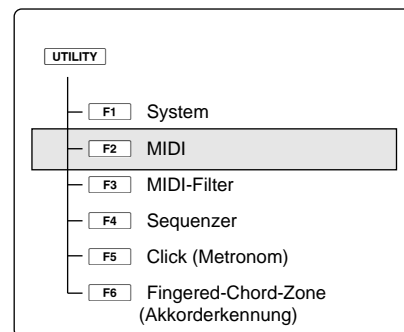 UTILITY
F1 System
F2 MIDI
F3 MIDI-Filter
F4 Sequenzer
F5 Click (Metronom)
F6 Fingered-Chord-Zone
(Akkorderkennung)